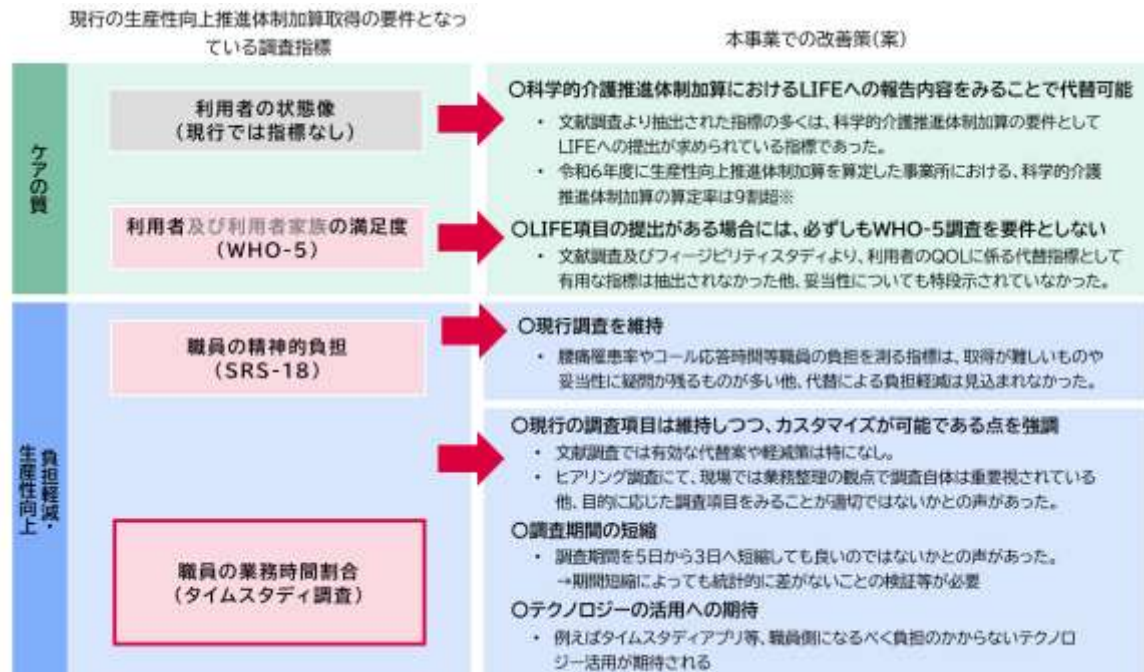 現行の生産性向上推進体制加算取得の要件となっ
ている調査指標
本事業での改善策(案)
ケアの質
利用者の状態像
(現行では指標なし)
〇科学的介護推進体制加算におけるLIFEへの報告内容をみることで代替可能
・ 文献調査より抽出された指標の多くは、科学的介護推進体制加算の要件として
LIFEへの提出が求められている指標であった。
・ 令和6年度に生産性向上推進体制加算を算定した事業所における、科学的介護
推進体制加算の算定率は9割超※
利用者及び利用者家族の満足度
(WHO-5)
〇LIFE項目の提出がある場合には、必ずしもWHO-5調査を要件としない
・ 文献調査及びフィージビリティスタディより、利用者のQOLに係る代替指標として
有用な指標は抽出されなかった他、妥当性についても特段示されていなかった。
負担軽減・
生産性向上
職員の精神的負担
(SRS-18)
〇現行調査を維持
・ 腰痛罹患率やコール応答時間等職員の負担を測る指標は、取得が難しいものや
妥当性に疑問が残るものが多い他、代替による負担軽減は見込まれなかった。
職員の業務時間割合
(タイムスタディ調査)
〇現行の調査項目は維持しつつ、カスタマイズが可能である点を強調
・ 文献調査では有効な代替案や軽減策は特になし。
・ ヒアリング調査にて、現場では業務整理の観点で調査自体は重要視されている
他、目的に応じた調査項目をみることが適切ではないかとの声があった。
〇調査期間の短縮
・ 調査期間を5日から3日へ短縮しても良いのではないかとの声があった。
→期間短縮によっても統計的に差がないことの検証等が必要
〇テクノロジーの活用への期待
・ 例えばタイムスタディアプリ等、職員側になるべく負担のかからないテクノロ
ジー活用が期待される